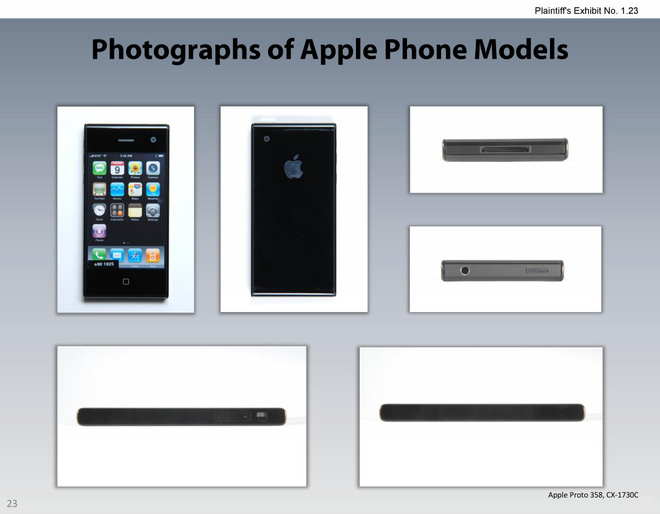 Plaintiff's Exhibit No. 1.23
Photographs of Apple Phone Models
Apple Proto 358, CX-1730C
23